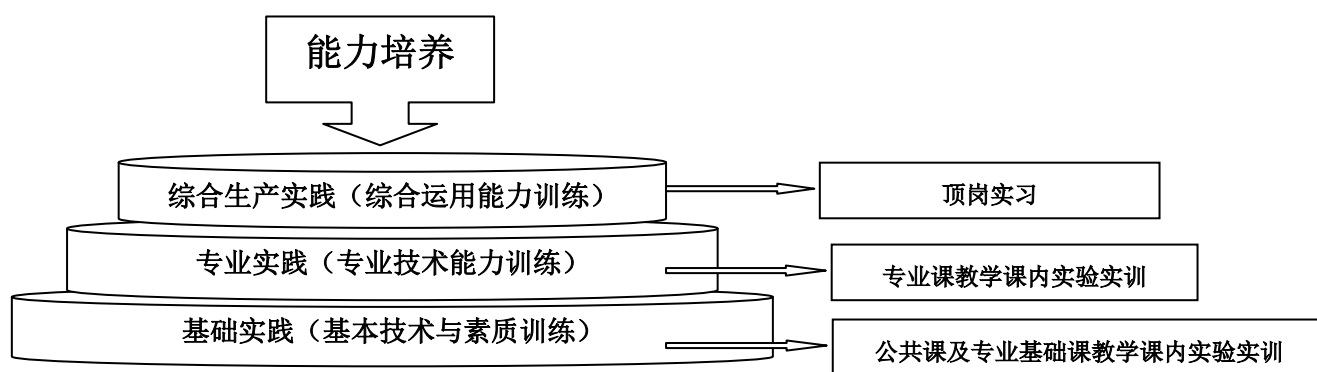 能力培养
综合生产实践（综合运用能力训练）
顶岗实习
专业实践（专业技术能力训练）
专业课教学课内实验实训
基础实践（基本技术与素质训练）
公共课及专业基础课教学课内实验实训